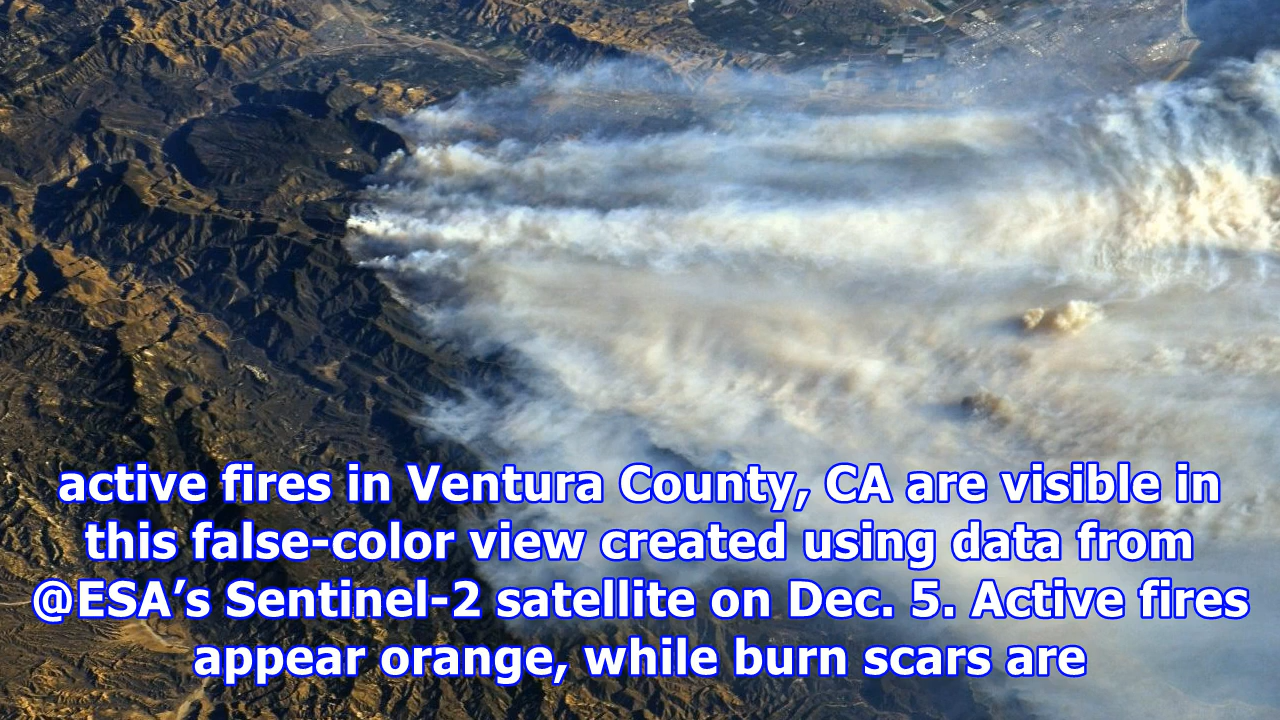 active fires in Ventura County, CA are visible in
this false-color view created using data from
@ESA’s Sentinel-2 satellite on Dec. 5. Active fires
appear orange, while burn scars are